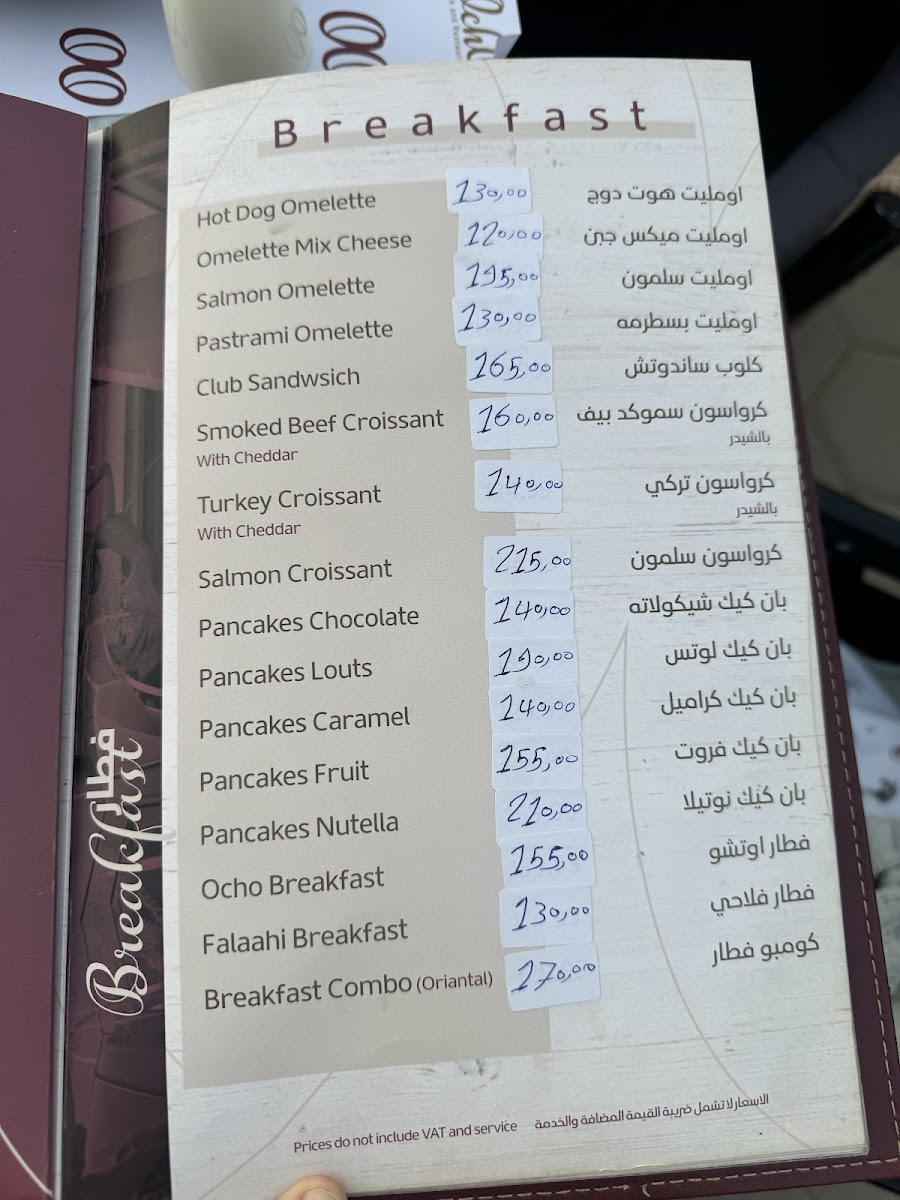 Breakfast
Hot Dog Omelette 130,00 اومليت هوت دوج
Omelette Mix Cheese 120,00 اومليت ميكس جبن
Salmon Omelette 195,00 اومليت سلمون
Pastrami Omelette 130,00 اومليت بسطرمه
Club Sandwsich 165,00 كلوب ساندوتش
Smoked Beef Croissant 160,00 كرواسون سموكد بيف
With Cheddar بالشيدر
Turkey Croissant 140,00 كرواسون تركي
With Cheddar بالشيدر
Salmon Croissant 215,00 كرواسون سلمون
Pancakes Chocolate 140,00 بان كيك شيكولاته
Pancakes Louts 190,00 بان كيك لوتس
Pancakes Caramel 140,00 بان كيك كراميل
Pancakes Fruit 155,00 بان كيك فروت
Pancakes Nutella 210,00 بان كيك نوتيلا
Ocho Breakfast 155,00 فطار اوتشو
Falaahi Breakfast 130,00 فطار فلاحي
Breakfast Combo (Oriantal) 170,00 كومبو فطار
Prices do not include VAT and service الاسعار لا تشمل ضريبة القيمة المضافة والخدمة
فطار
Breakfast